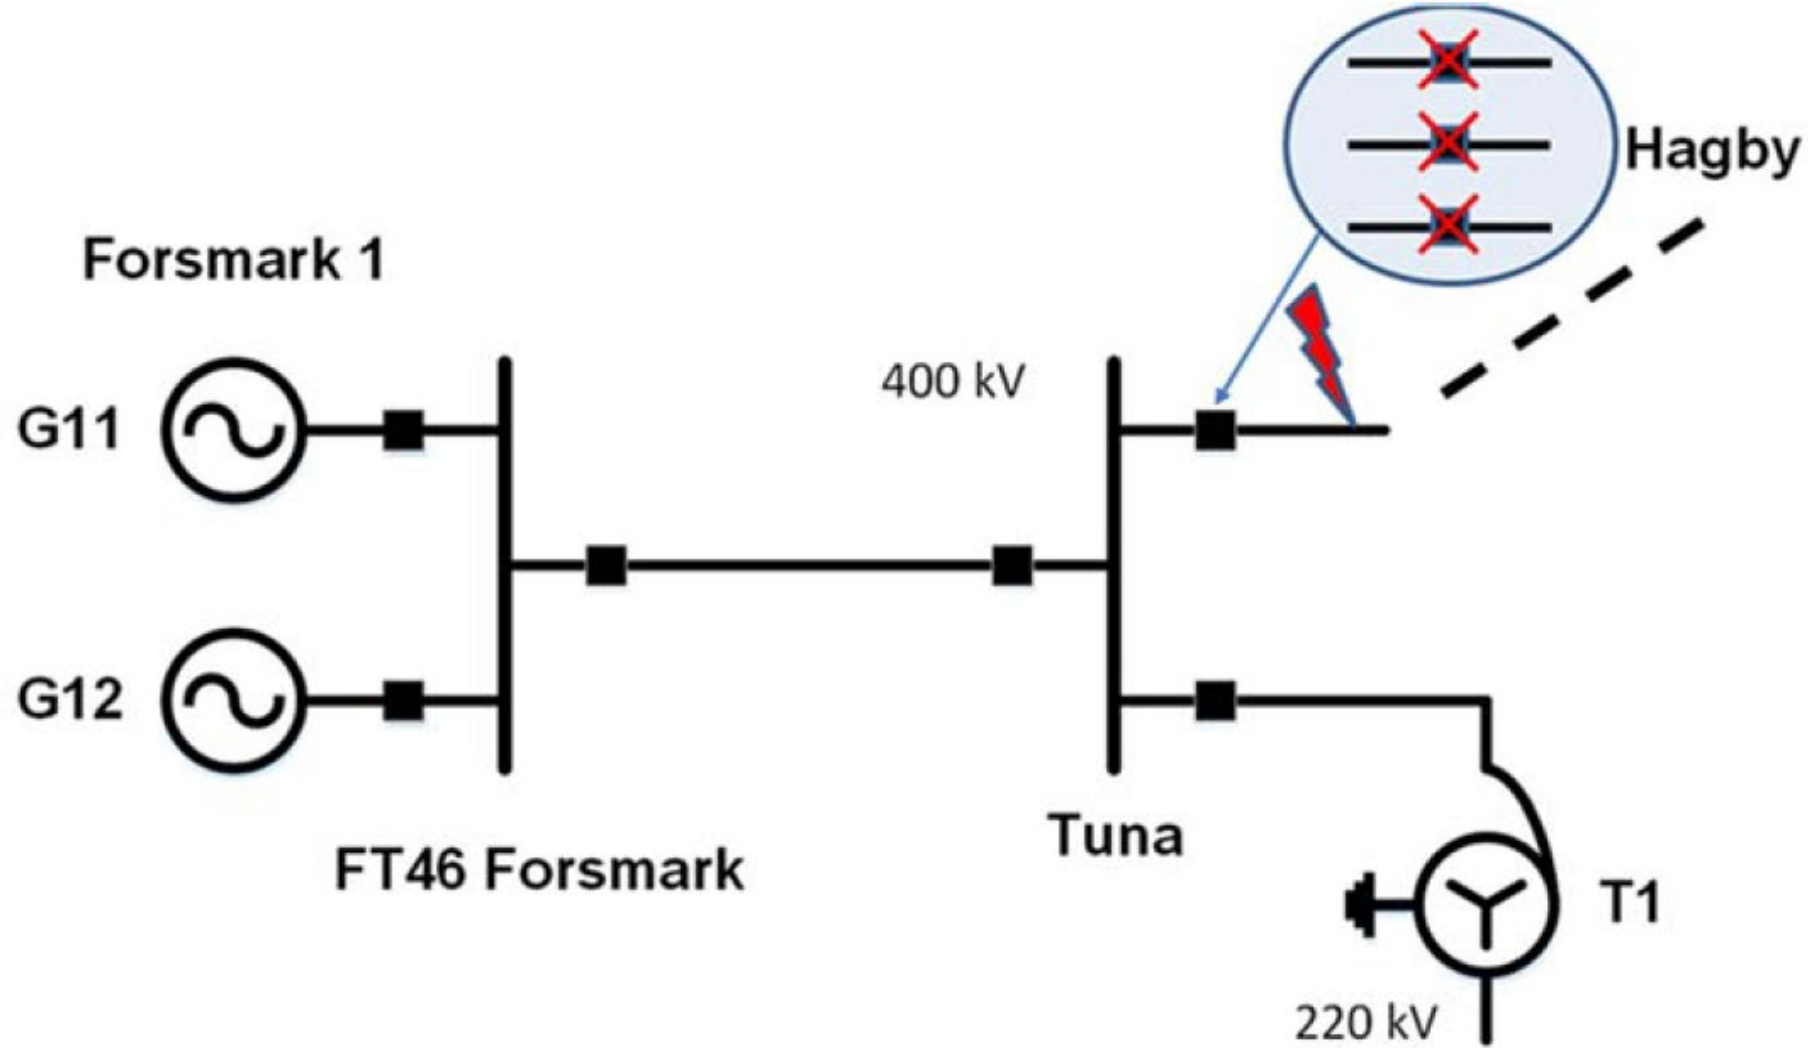 Hagby
Forsmark 1
400 kV
G11
G12
Tuna
FT46 Forsmark
T1
220 kV